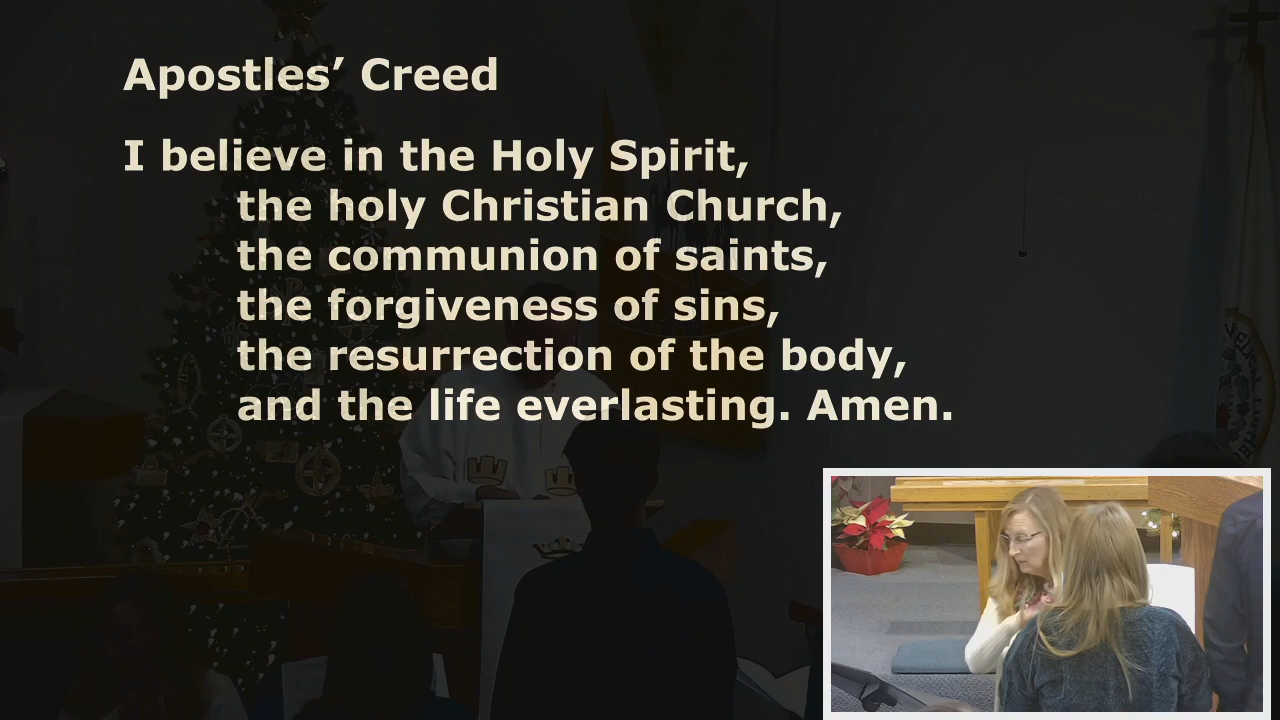 Apostles’ Creed
I believe in the Holy Spirit,
the holy Christian Church,
the communion of saints,
the forgiveness of sins,
the resurrection of the body,
and the life everlasting. Amen.